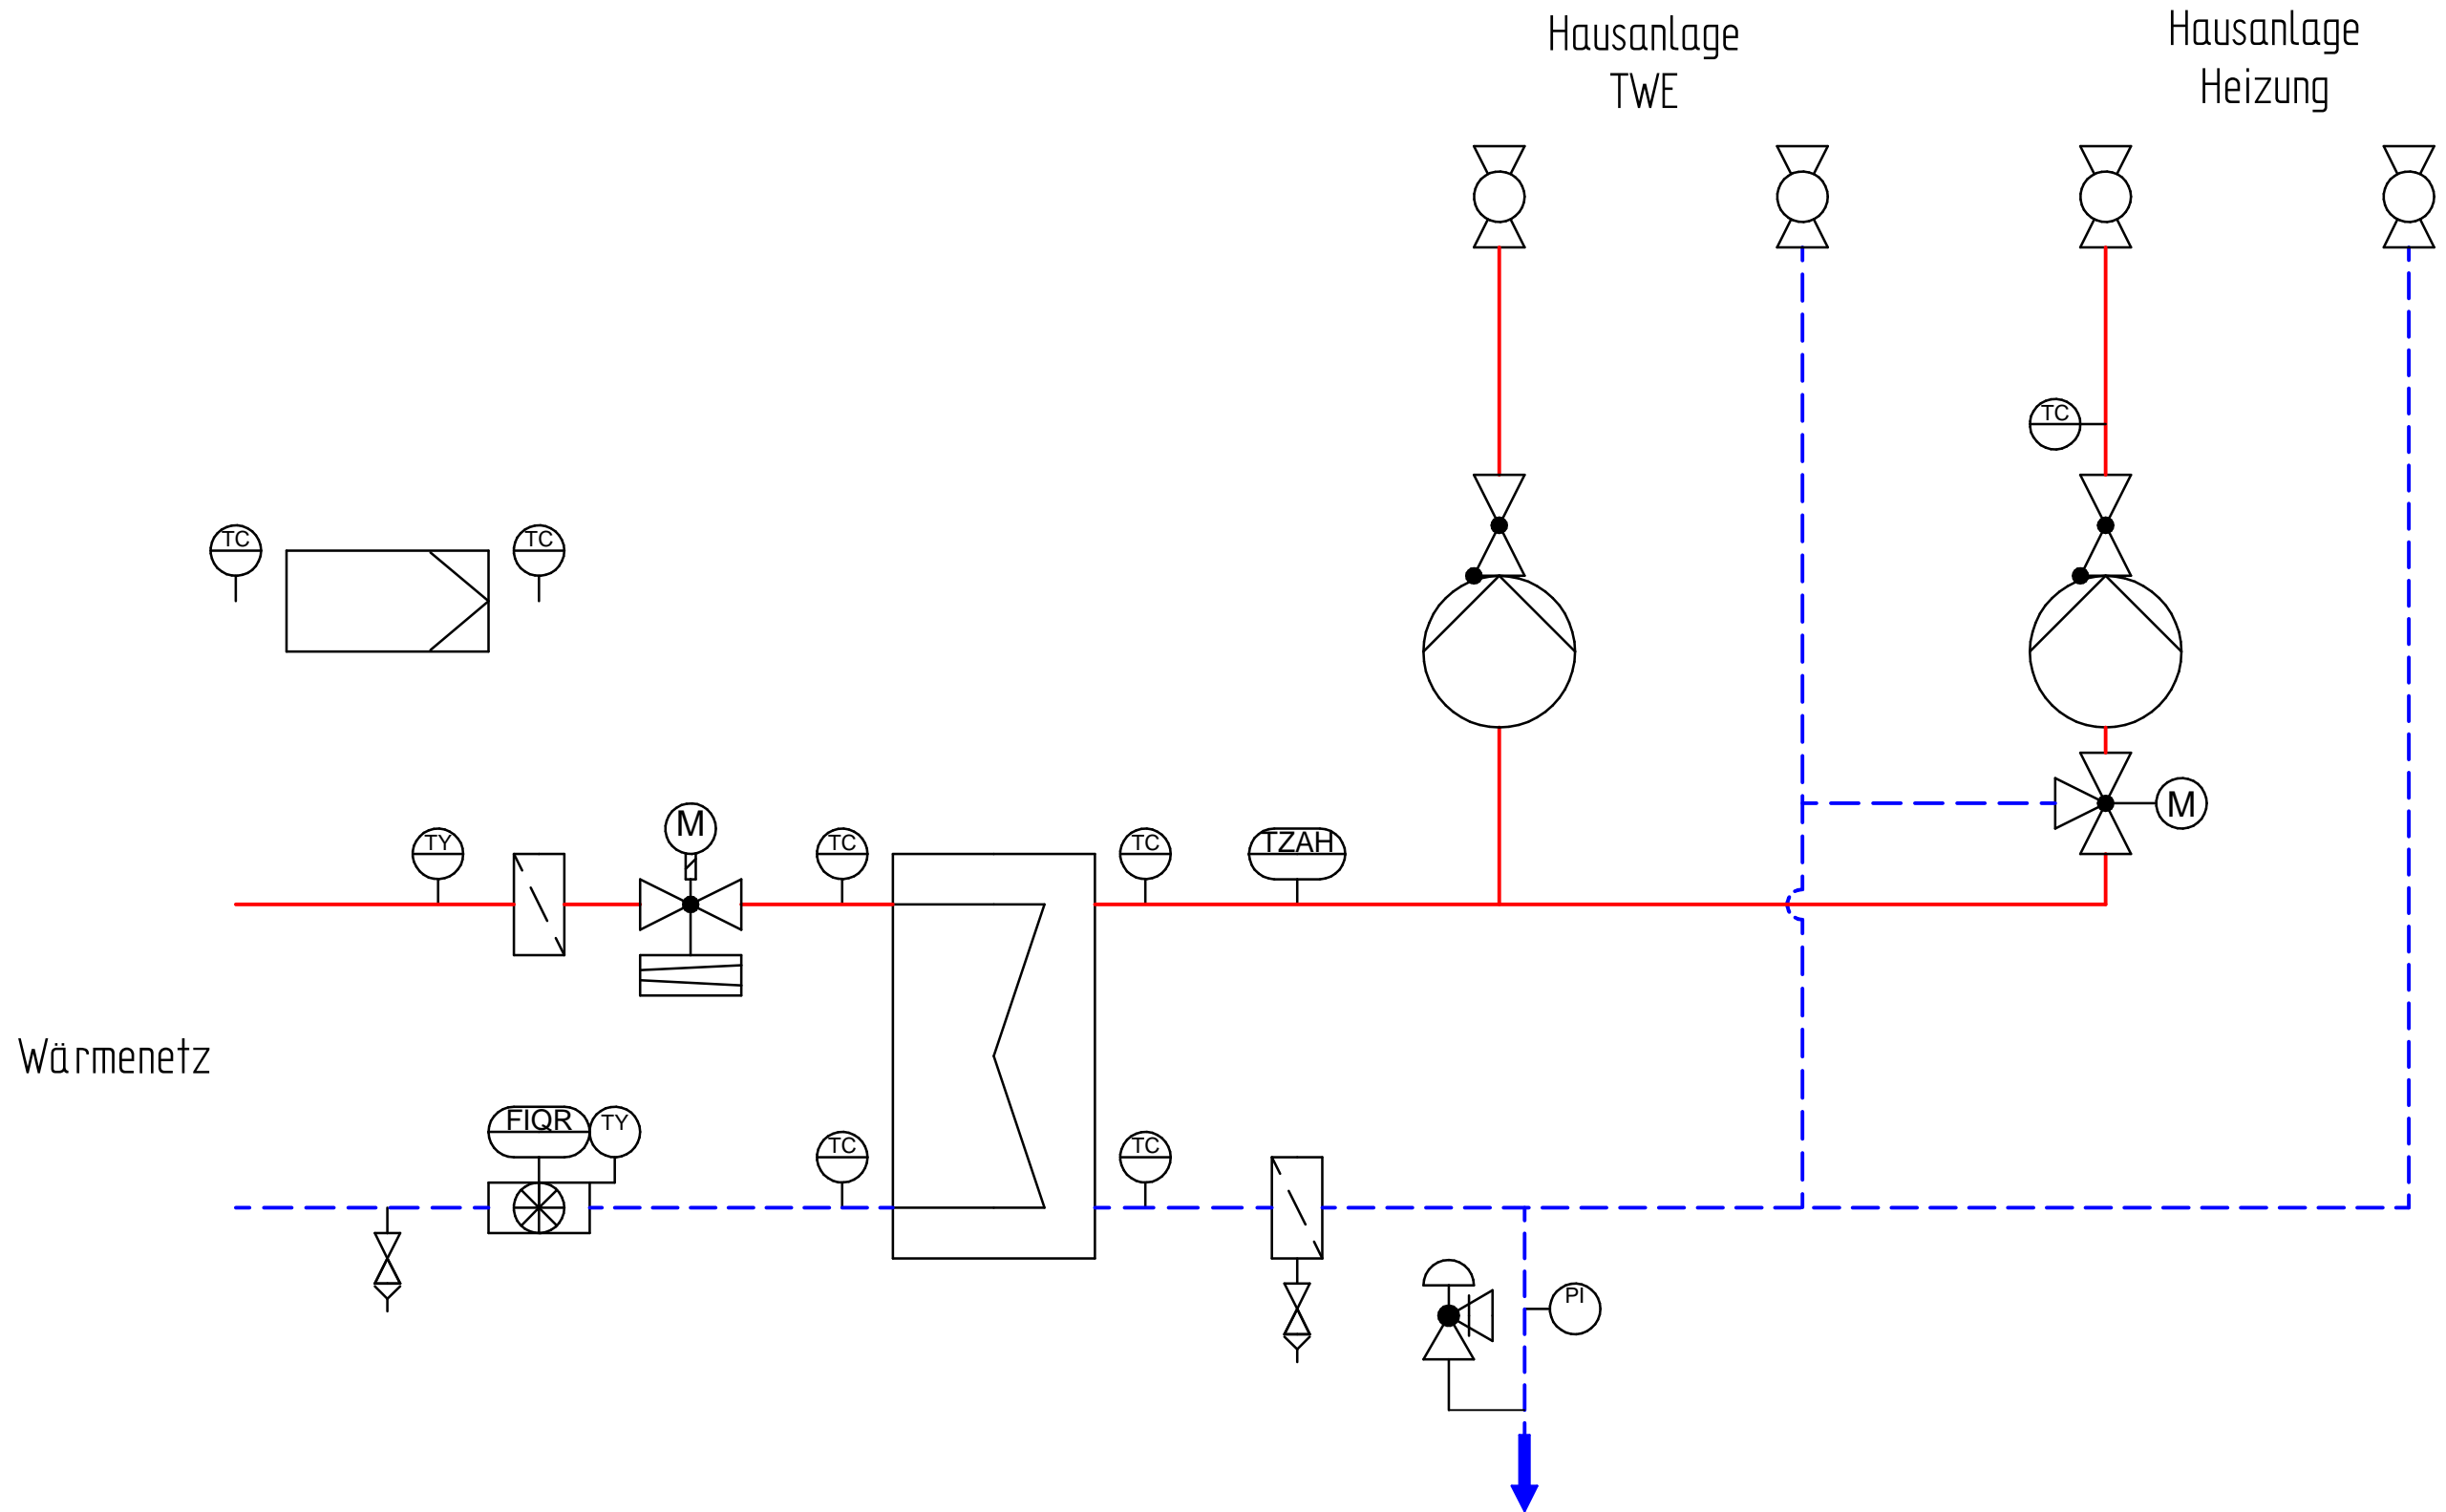 Hausanlage
TWE
Hausanlage
Heizung
TC
TC
TC
M
M
TY
TC
TC
TZAH
Wärmenetz
FIQR
TY
TC
TC
PI